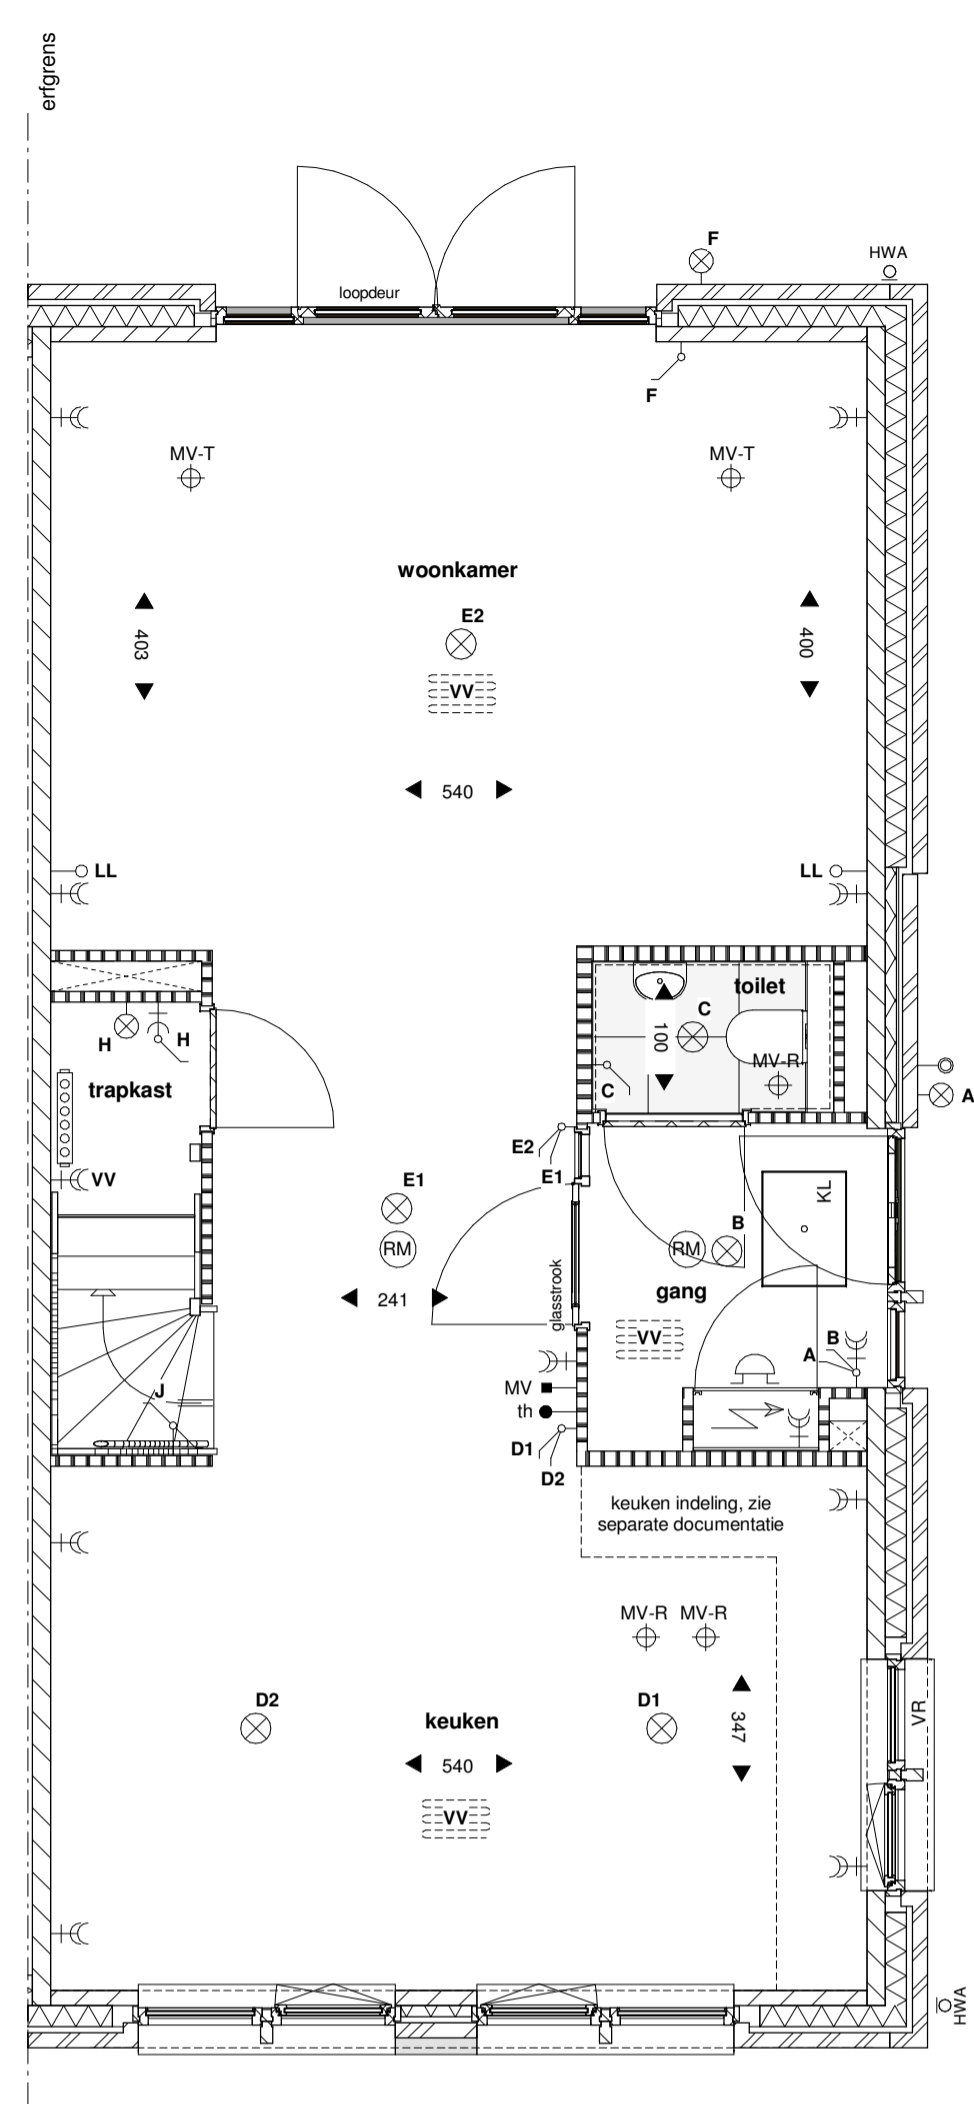 erfgrens
F
HWA
loopdeur
F
MV-T
MV-T
woonkamer
E2
403
400
VV
540
LL
LL
toilet
C
H
H
100
MV-R
trapkast
C
A
E2
E1
VV
E1
KL
B
RM
RM
gang
241
glasstrook
VV
B
A
J
MV
th
D1
D2
keuken indeling, zie
separate documentatie
MV-R MV-R
D2
D1
keuken
347
VR
540
VV
HWA